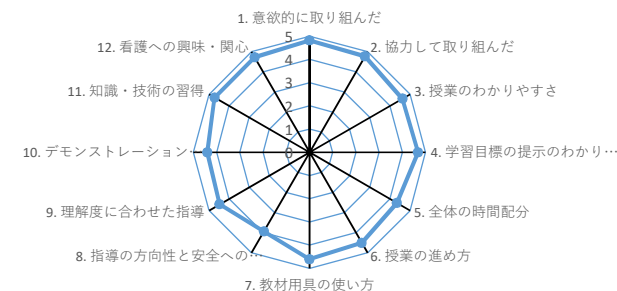 1. 意欲的に取り組んだ
2. 協力して取り組んだ
3. 授業のわかりやすさ
4. 学習目標の提示のわかり…
5. 全体の時間配分
6. 授業の進め方
7. 教材用具の使い方
8. 指導の方向性と安全への…
9. 理解度に合わせた指導
10. デモンストレーション…
11. 知識・技術の習得
12. 看護への興味・関心
5
4
3
2
1
0